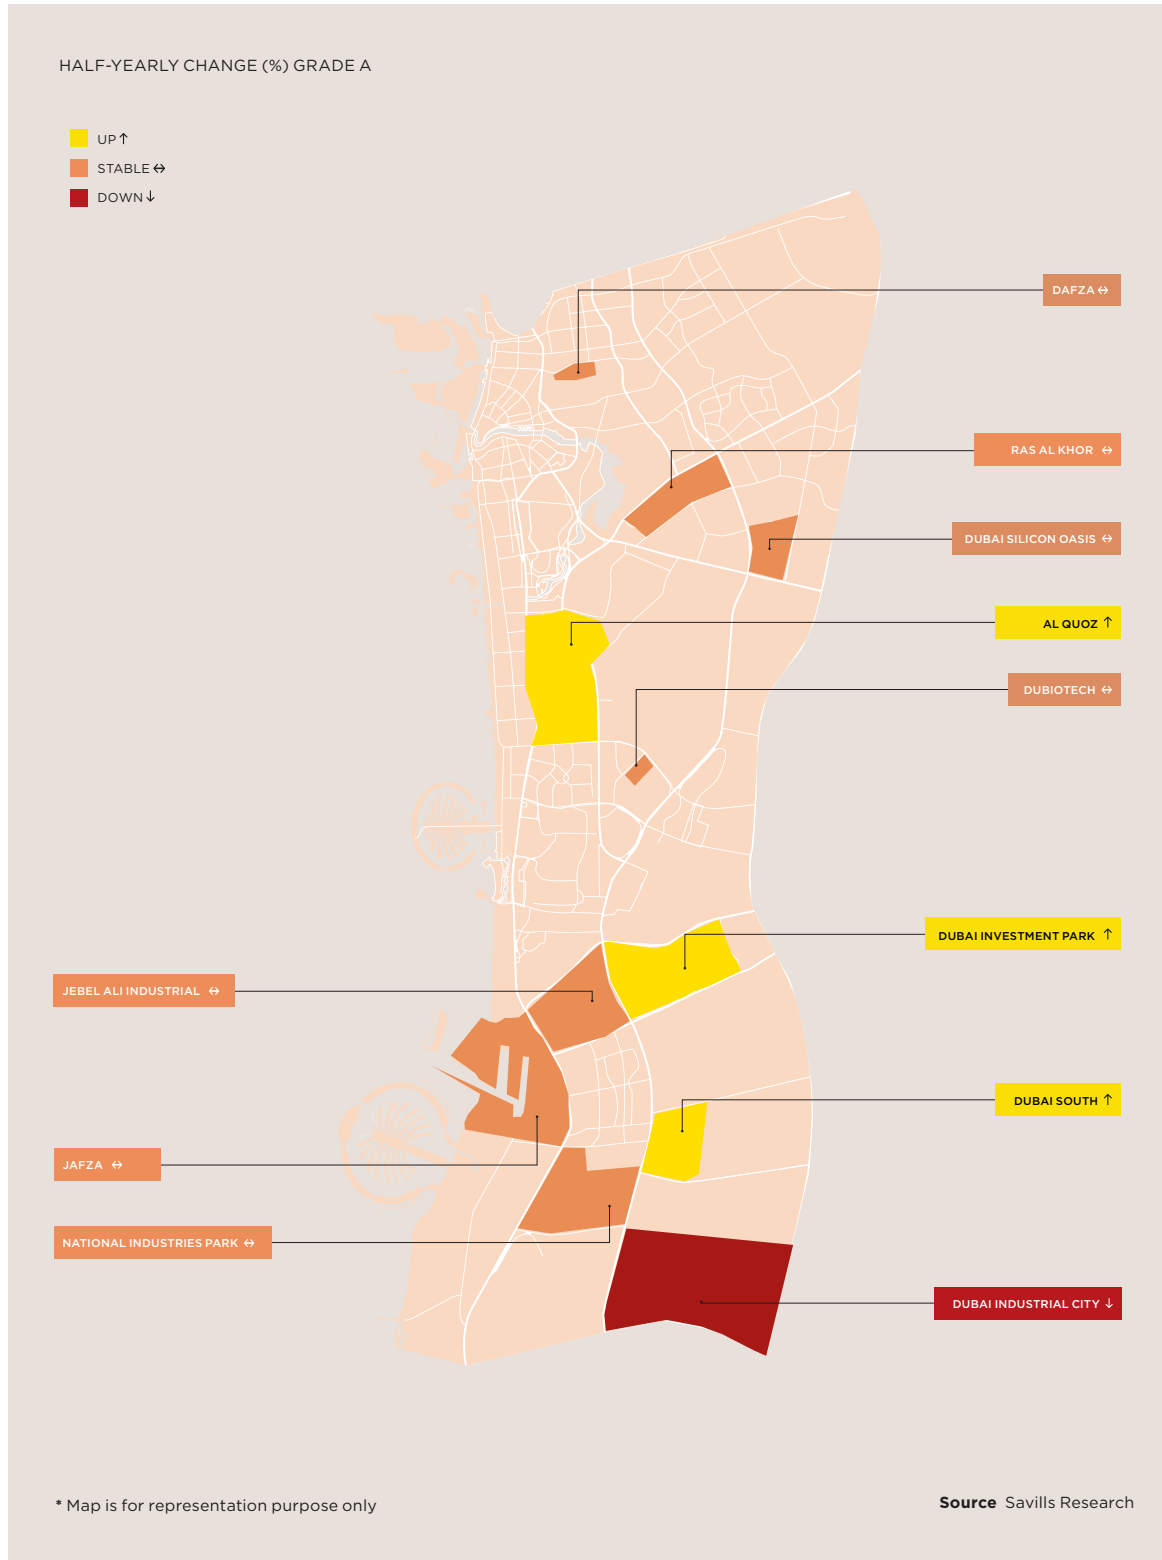 HALF-YEARLY CHANGE (%) GRADE A
UP ↑
STABLE ↔
DOWN ↓
DAFZA ↔
RAS AL KHOR ↔
DUBAI SILICON OASIS ↔
AL QUOZ ↑
DUBIOTECH ↔
DUBAI INVESTMENT PARK ↑
JEBEL ALI INDUSTRIAL ↔
DUBAI SOUTH ↑
JAFZA ↔
NATIONAL INDUSTRIES PARK ↔
DUBAI INDUSTRIAL CITY ↓
* Map is for representation purpose only
Source Savills Research